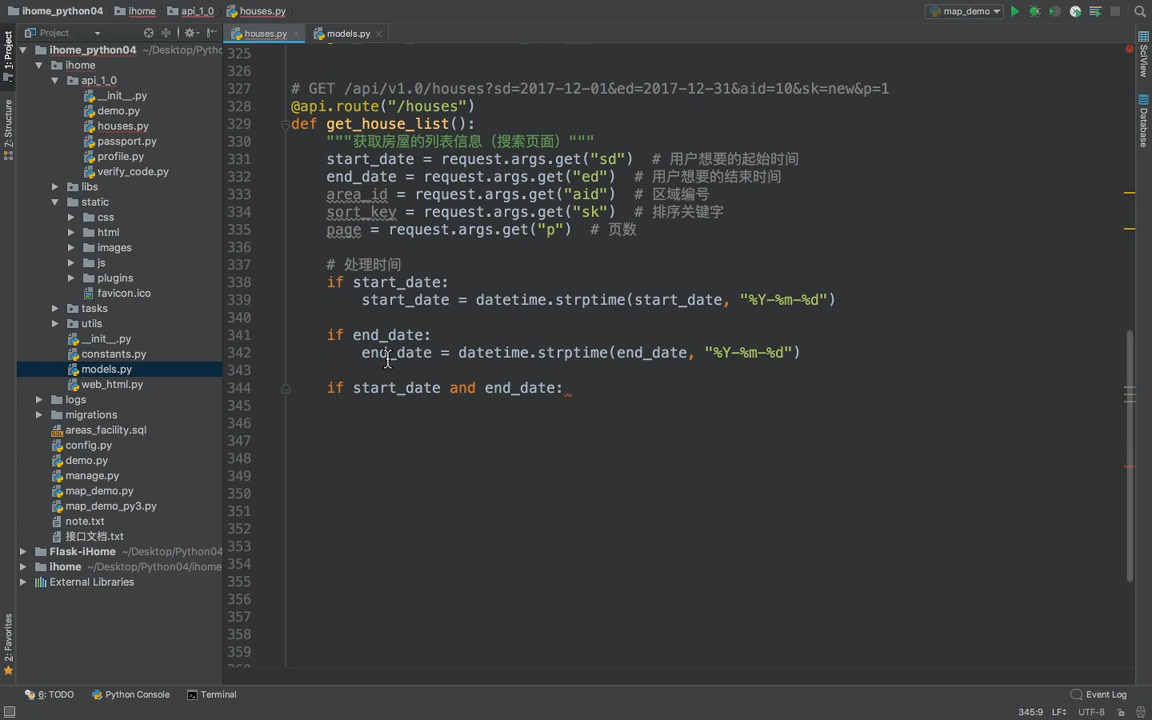 ihome_python04 ihome api_1_0 houses.py map_demo
Project houses.py models.py
1: Project
7: Structure
2: Favorites
SciView
Database
ihome_python04 ~/Desktop/Pytho
ihome
api_1_0
__init__.py
demo.py
houses.py
passport.py
profile.py
verify_code.py
libs
static
css
html
images
js
plugins
favicon.ico
tasks
utils
__init__.py
constants.py
models.py
web_html.py
logs
migrations
areas_facility.sql
config.py
demo.py
manage.py
map_demo.py
map_demo_py3.py
note.txt
接口文档.txt
Flask-iHome ~/Desktop/Python04
ihome ~/Desktop/Python04/ihome
External Libraries
325
326
327 # GET /api/v1.0/houses?sd=2017-12-01&ed=2017-12-31&aid=10&sk=new&p=1
328 @api.route("/houses")
329 def get_house_list():
330 """获取房屋的列表信息（搜索页面）"""
331 start_date = request.args.get("sd") # 用户想要的起始时间
332 end_date = request.args.get("ed") # 用户想要的结束时间
333 area_id = request.args.get("aid") # 区域编号
334 sort_key = request.args.get("sk") # 排序关键字
335 page = request.args.get("p") # 页数
336
337 # 处理时间
338 if start_date:
339 start_date = datetime.strptime(start_date, "%Y-%m-%d")
340
341 if end_date:
342 end_date = datetime.strptime(end_date, "%Y-%m-%d")
343
344 if start_date and end_date:
345
346
347
348
349
350
351
352
353
354
355
356
357
358
359
6: TODO Python Console Terminal Event Log
345:9 LF UTF-8